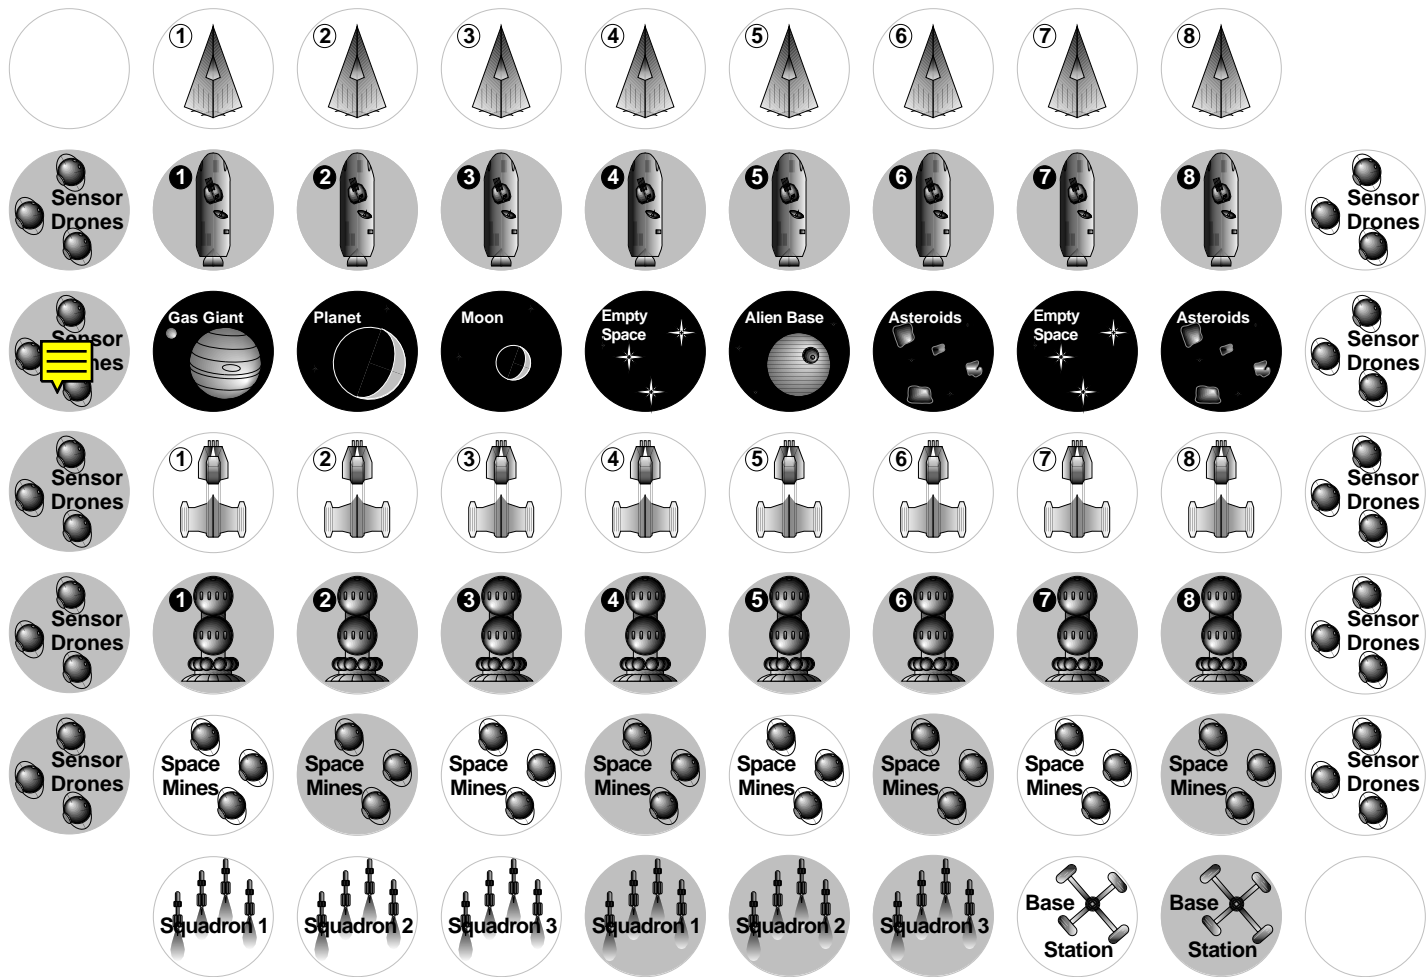 1 2 3 4 5 6 7 8
Sensor Drones 1 2 3 4 5 6 7 8 Sensor Drones
Sensor Gas Giant Planet Moon Empty Space Alien Base Asteroids Empty Space Asteroids Sensor Drones
Sensor Drones 1 2 3 4 5 6 7 8 Sensor Drones
Sensor Drones 1 2 3 4 5 6 7 8 Sensor Drones
Sensor Drones Space Mines Space Mines Space Mines Space Mines Space Mines Space Mines Space Mines Space Mines Sensor Drones
Squadron 1 Squadron 2 Squadron 3 Squadron 1 Squadron 2 Squadron 3 Base Station Base Station